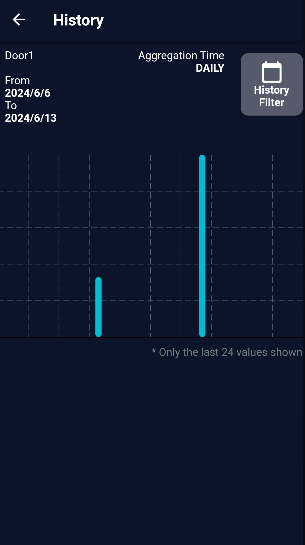 History
Door1
Aggregation Time
DAILY
From
2024/6/6
To
2024/6/13
History
Filter
* Only the last 24 values shown